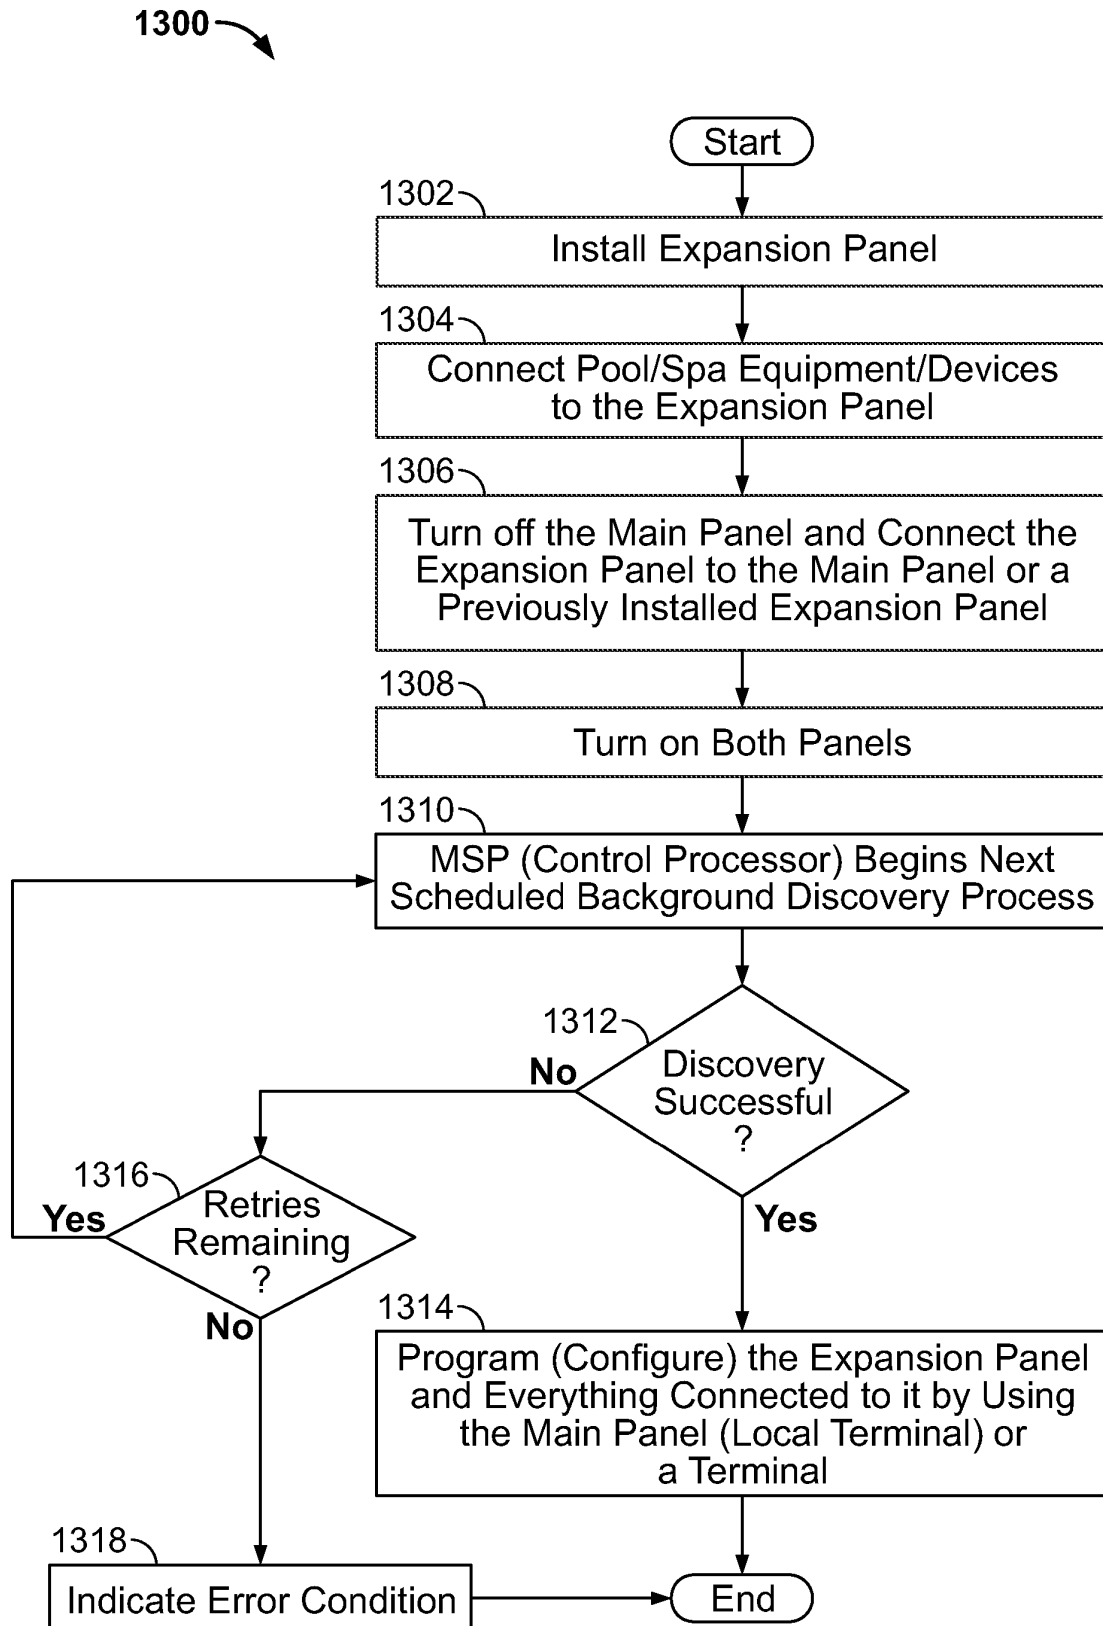 1300
Start
1302
Install Expansion Panel
1304
Connect Pool/Spa Equipment/Devices
to the Expansion Panel
1306
Turn off the Main Panel and Connect the
Expansion Panel to the Main Panel or a
Previously Installed Expansion Panel
1308
Turn on Both Panels
1310
MSP (Control Processor) Begins Next
Scheduled Background Discovery Process
1312
Discovery
Successful
?
No
Yes
1316
Retries
Remaining
?
Yes
No
1314
Program (Configure) the Expansion Panel
and Everything Connected to it by Using
the Main Panel (Local Terminal) or
a Terminal
1318
Indicate Error Condition
End